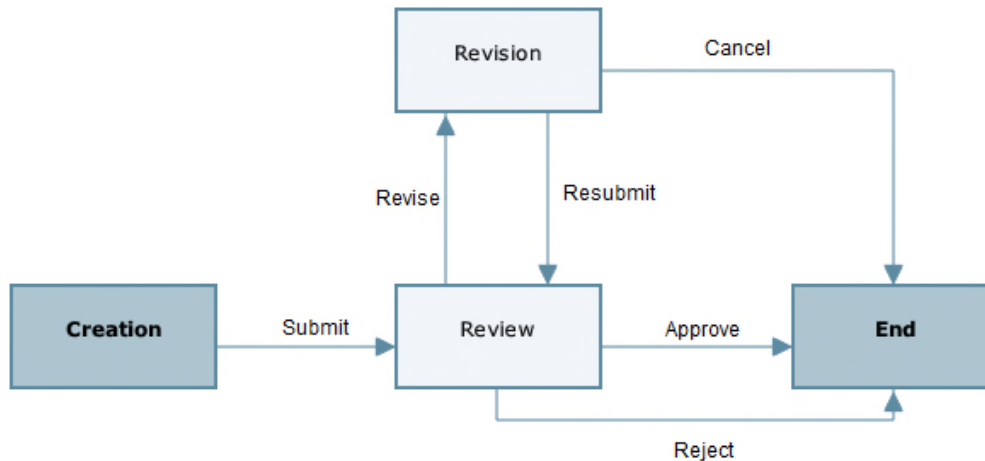 Revision
Cancel
Revise
Resubmit
Creation
Submit
Review
Approve
End
Reject